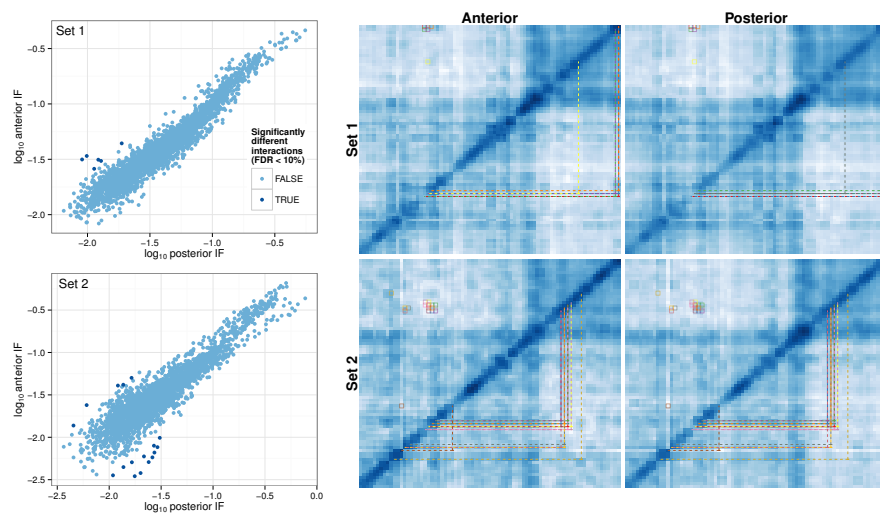 Anterior
Posterior
Set 1
−0.5
−1.0
−1.5
−2.0
log10 anterior IF
Significantly
different
interactions
(FDR < 10%)
FALSE
TRUE
−2.0
−1.5
−1.0
−0.5
log10 posterior IF
Set 1
Set 2
−0.5
−1.0
−1.5
−2.0
−2.5
log10 anterior IF
−2.5
−2.0
−1.5
−1.0
−0.5
0.0
log10 posterior IF
Set 2